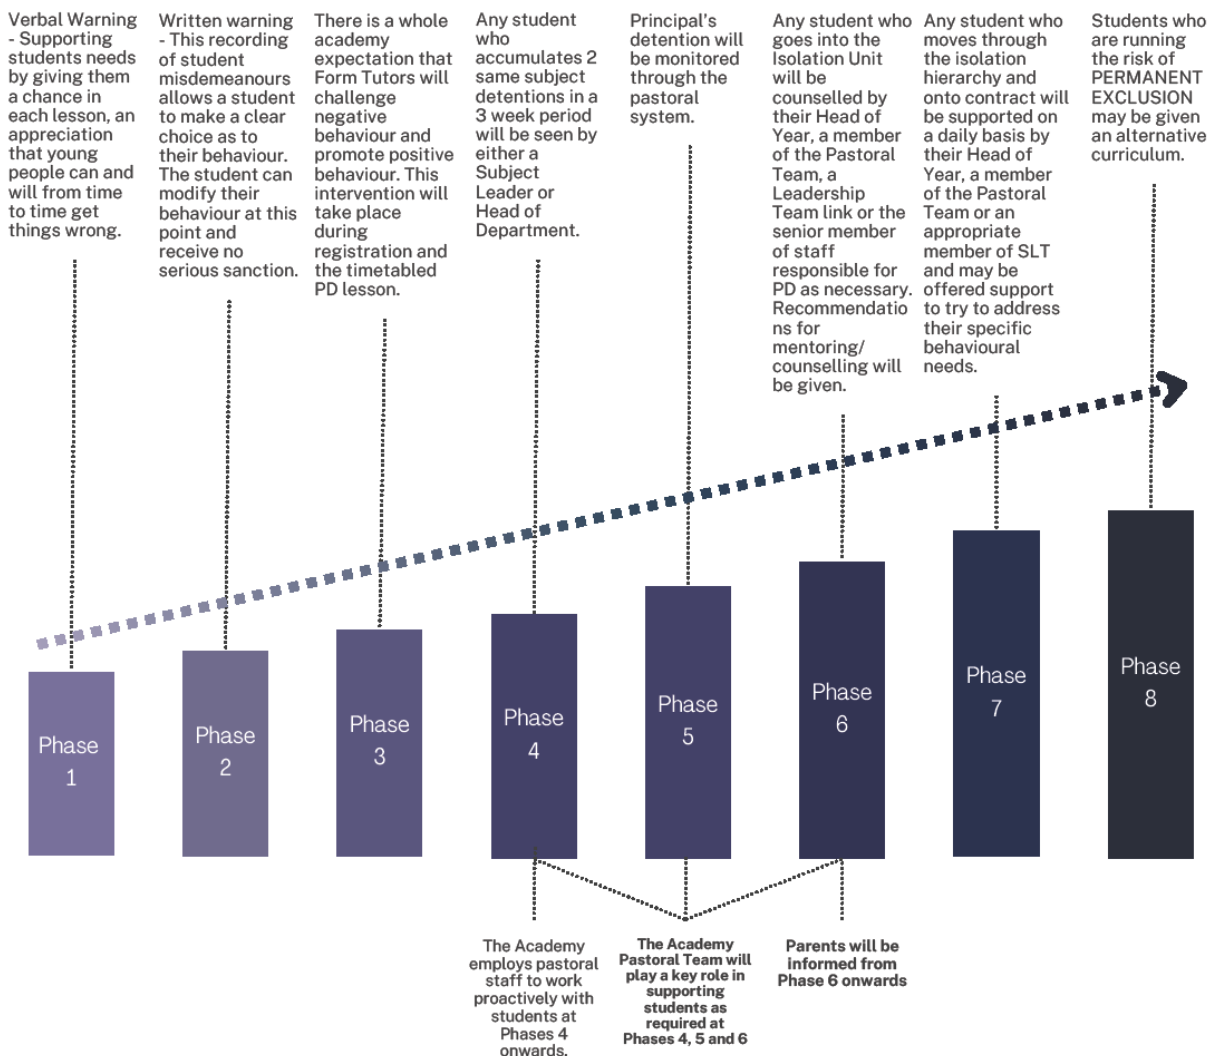 Verbal Warning
- Supporting
students needs
by giving them
a chance in
each lesson, an
appreciation
that young
people can and
will from time
to time get
things wrong.
Written warning
- This recording
of student
misdemeanours
allows a student
to make a clear
choice as to
their behaviour.
The student can
modify their
behaviour at this
point and
receive no
serious sanction.
There is a whole
academy
expectation that
Form Tutors will
challenge
negative
behaviour and
promote positive
behaviour. This
intervention will
take place
during
registration and
the timetabled
PD lesson.
Any student
who
accumulates 2
same subject
detentions in a
3 week period
will be seen by
either a
Subject
Leader or
Head of
Department.
Principal's
detention will
be monitored
through the
pastoral
system.
Any student who
goes into the
Isolation Unit
will be
counselled by
their Head of
Year, a member
of the Pastoral
Team, a
Leadership
Team link or the
senior member
of staff
responsible for
PD as necessary.
Recommendatio
ns for
mentoring/
counselling will
be given.
Any student who
moves through
the isolation
hierarchy and
onto contract will
be supported on
a daily basis by
their Head of
Year, a member
of the Pastoral
Team or an
appropriate
member of SLT
and may be
offered support
to try to address
their specific
behavioural
needs.
Students who
are running
the risk of
PERMANENT
EXCLUSION
may be given
an alternative
curriculum.
Phase
1
Phase
2
Phase
3
Phase
4
Phase
5
Phase
6
Phase
7
Phase
8
The Academy
employs pastoral
staff to work
proactively with
students at
Phases 4
onwards.
The Academy
Pastoral Team will
play a key role in
supporting
students as
required at
Phases 4, 5 and 6
Parents will be
informed from
Phase 6 onwards